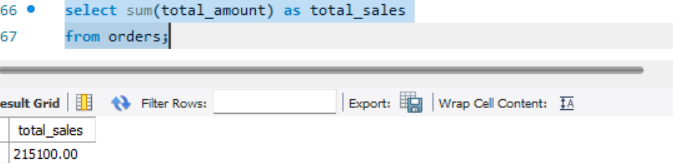 66 select sum(total_amount) as total_sales
67 from orders;
esult Grid Filter Rows: Export: Wrap Cell Content:
total_sales
215100.00